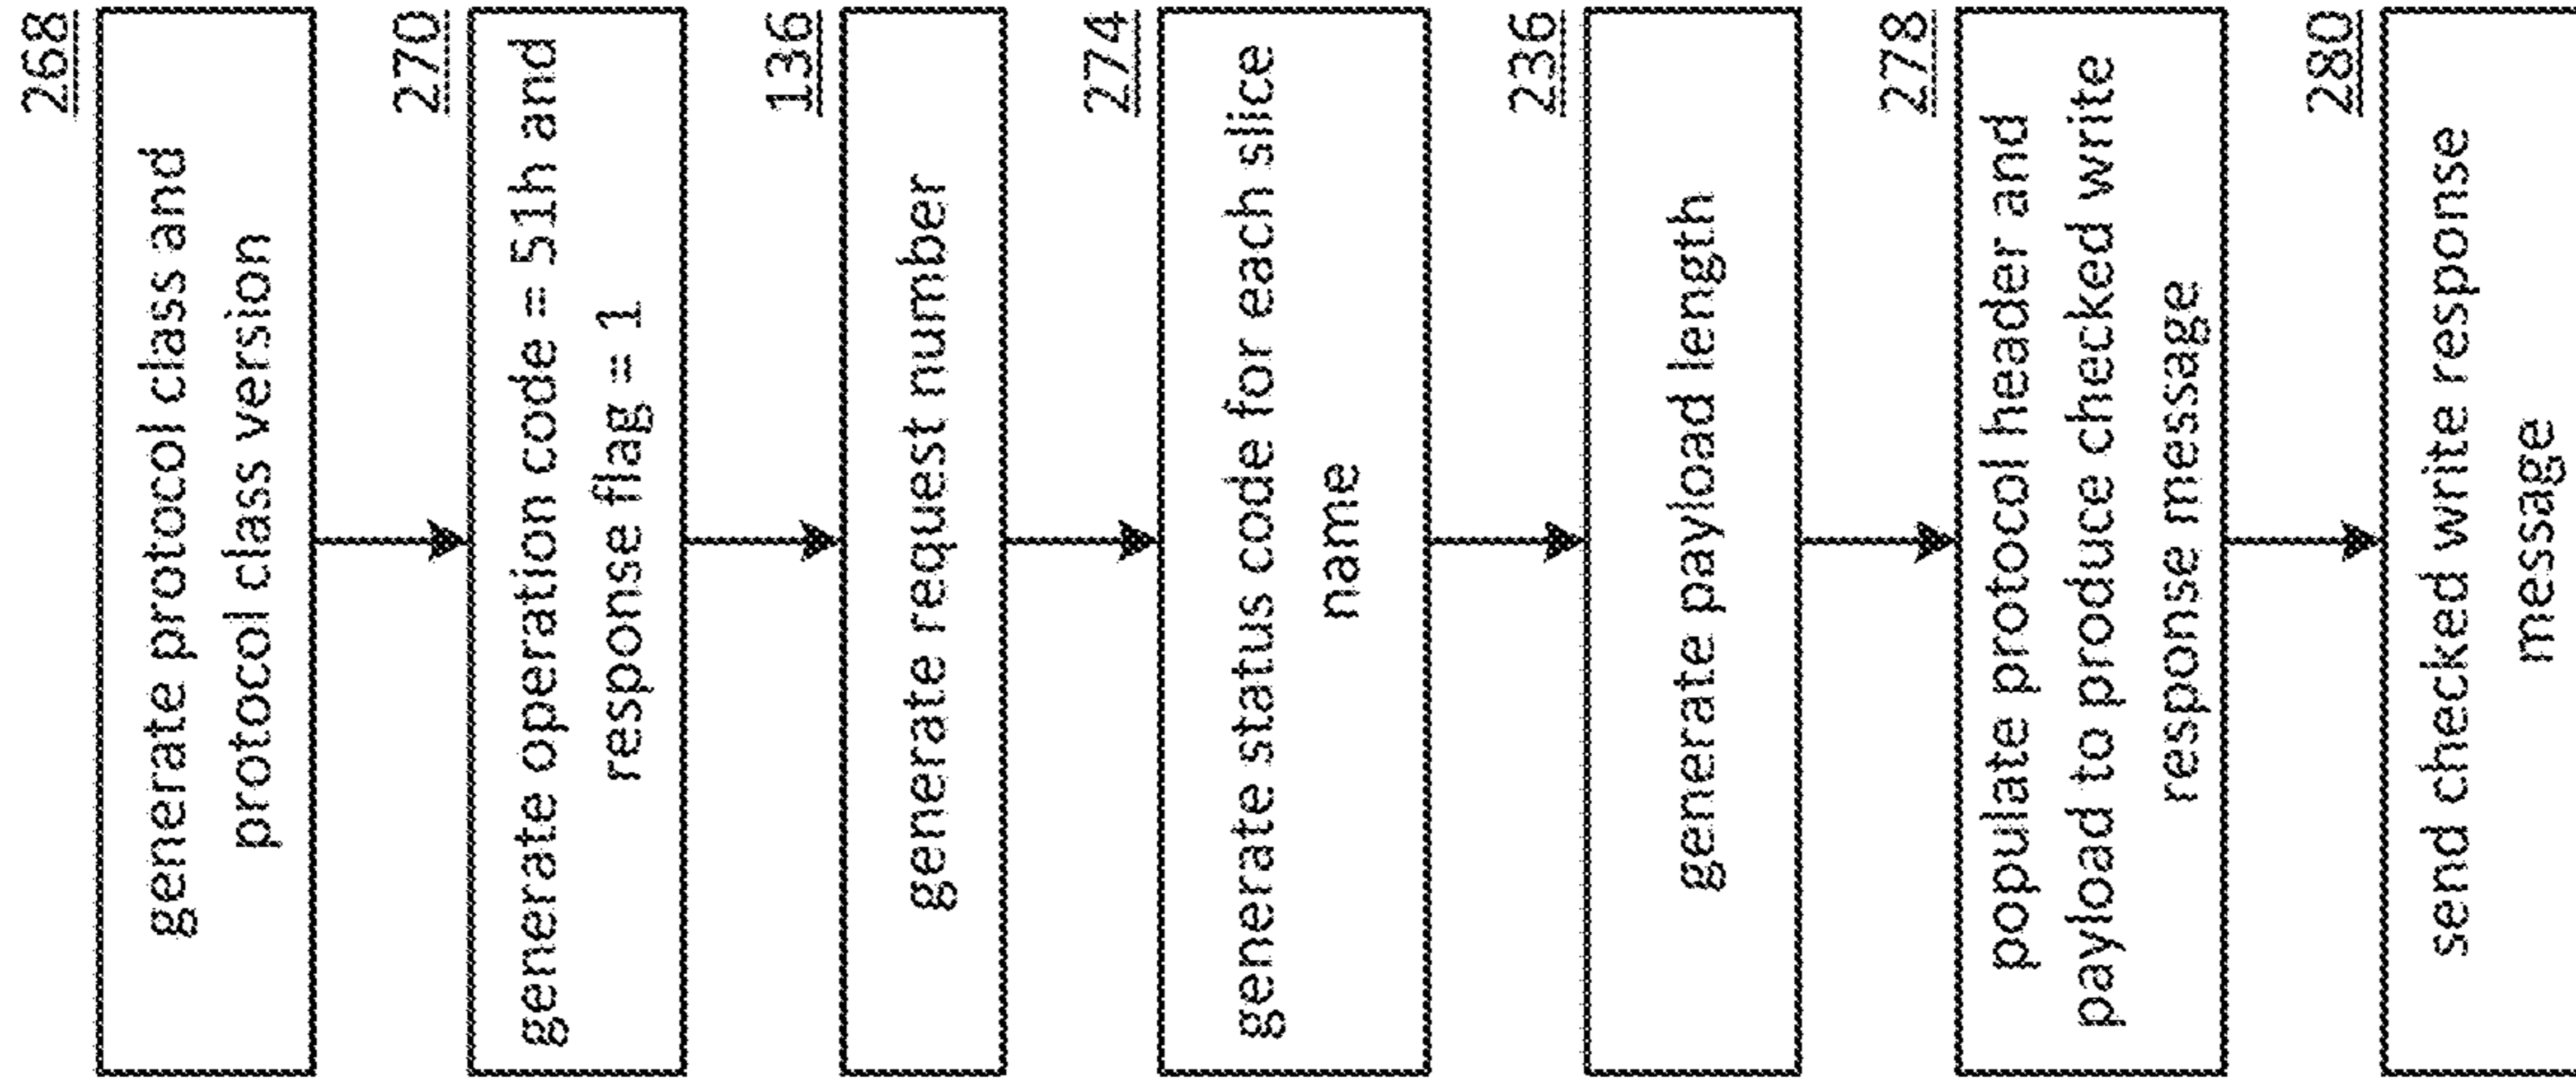 268
generate protocol class and
protocol class version
270
generate operation code = 51h and
response flag = 1
136
generate request number
274
generate status code for each slice
name
236
generate payload length
278
populate protocol header and
payload to produce checked write
response message
280
send checked write response
message